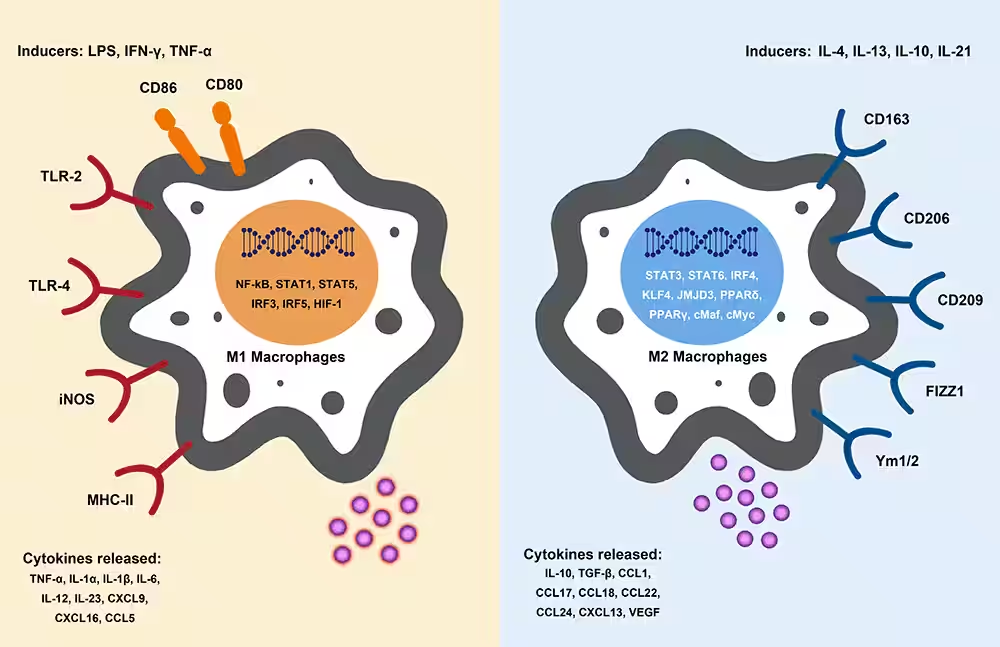 Inducers: LPS, IFN-γ, TNF-α
CD86
CD80
TLR-2
TLR-4
iNOS
MHC-II
NF-kB, STAT1, STAT5,
IRF3, IRF5, HIF-1
M1 Macrophages
Cytokines released:
TNF-α, IL-1α, IL-1β, IL-6,
IL-12, IL-23, CXCL9,
CXCL16, CCL5
Inducers: IL-4, IL-13, IL-10, IL-21
CD163
CD206
CD209
FIZZ1
Ym1/2
STAT3, STAT6, IRF4,
KLF4, JMJD3, PPARδ,
PPARγ, cMaf, cMyc
M2 Macrophages
Cytokines released:
IL-10, TGF-β, CCL1,
CCL17, CCL18, CCL22,
CCL24, CXCL13, VEGF